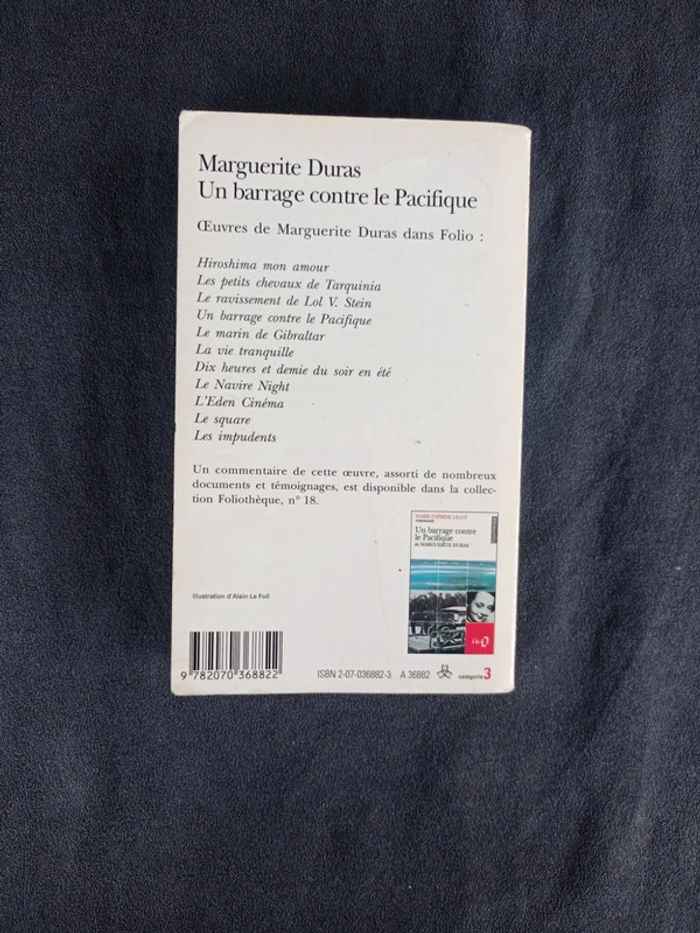 Marguerite Duras
Un barrage contre le Pacifique
Œuvres de Marguerite Duras dans Folio :
Hiroshima mon amour
Les petits chevaux de Tarquinia
Le ravissement de Lol V. Stein
Un barrage contre le Pacifique
Le marin de Gibraltar
La vie tranquille
Dix heures et demie du soir en été
Le Navire Night
L'Eden Cinéma
Le square
Les impudents
Un commentaire de cette œuvre, assorti de nombreux
documents et témoignages, est disponible dans la collec-
tion Foliothèque, n° 18.
Un barrage contre
le Pacifique
de MARGUERITE DURAS
Illustration d'Alain Le Foll
9 782070 368822
ISBN 2-07-036882-3 A 36882 catégorie 3